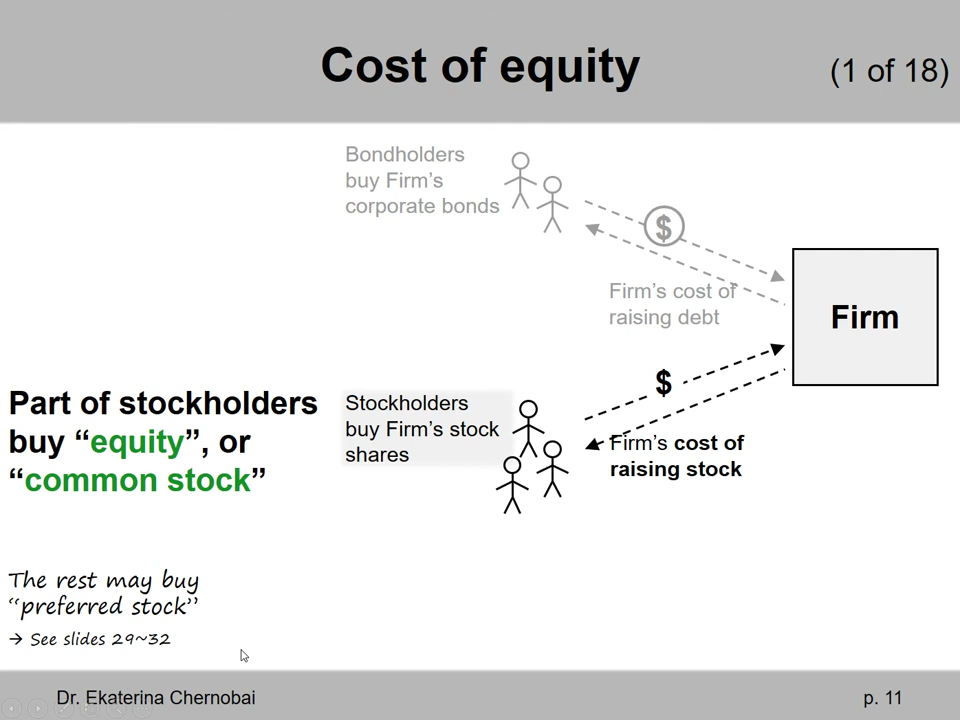 Cost of equity
(1 of 18)
Bondholders
buy Firm's
corporate bonds
$
Firm's cost of
raising debt
Firm
Part of stockholders
buy “equity”, or
“common stock”
Stockholders
buy Firm's stock
shares
$
Firm's cost of
raising stock
The rest may buy
“preferred stock”
→ See slides 29~32
Dr. Ekaterina Chernobai
p. 11